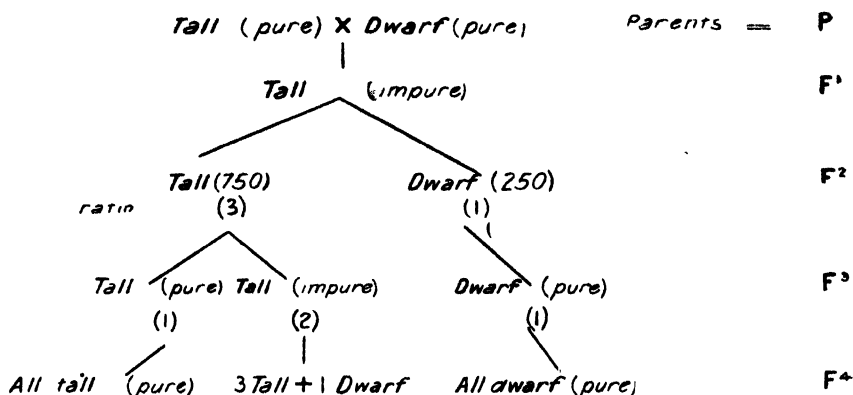 Tall (pure) X Dwarf (pure) Parents = P
Tall (impure) F¹
Tall (750) Dwarf (250) F²
ratio (3) (1)
Tall (pure) Tall (impure) Dwarf (pure) F³
(1) (2) (1)
All tall (pure) 3 Tall + 1 Dwarf All dwarf (pure) F⁴